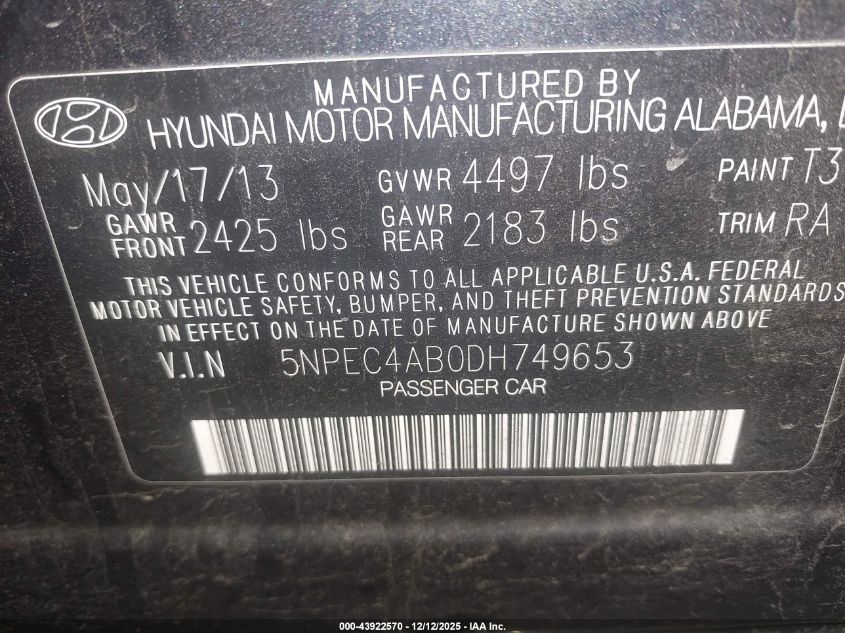 MANUFACTURED BY
HYUNDAI MOTOR MANUFACTURING ALABAMA,
May/17/13 GVWR 4497 lbs PAINT T3
GAWR FRONT 2425 lbs GAWR REAR 2183 lbs TRIM RA
THIS VEHICLE CONFORMS TO ALL APPLICABLE U.S.A. FEDERAL
MOTOR VEHICLE SAFETY, BUMPER, AND THEFT PREVENTION STANDARDS
IN EFFECT ON THE DATE OF MANUFACTURE SHOWN ABOVE
V.I.N 5NPEC4AB0DH749653
PASSENGER CAR
000-43922570 - 12/12/2025 - IAA Inc.